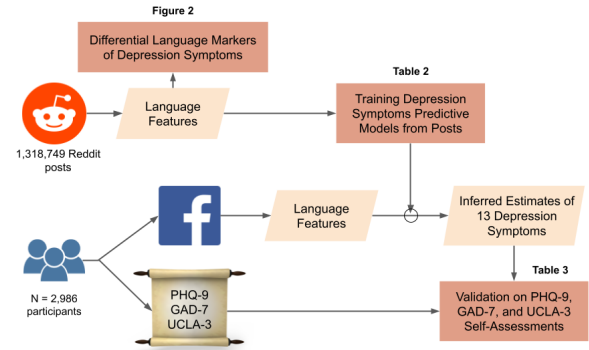 Figure 2
Differential Language Markers
of Depression Symptoms
Table 2
Language
Features
Training Depression
Symptoms Predictive
Models from Posts
1,318,749 Reddit
posts
f
Language
Features
Inferred Estimates of
13 Depression
Symptoms
N = 2,986
participants
PHQ-9
GAD-7
UCLA-3
Table 3
Validation on PHQ-9,
GAD-7, and UCLA-3
Self-Assessments